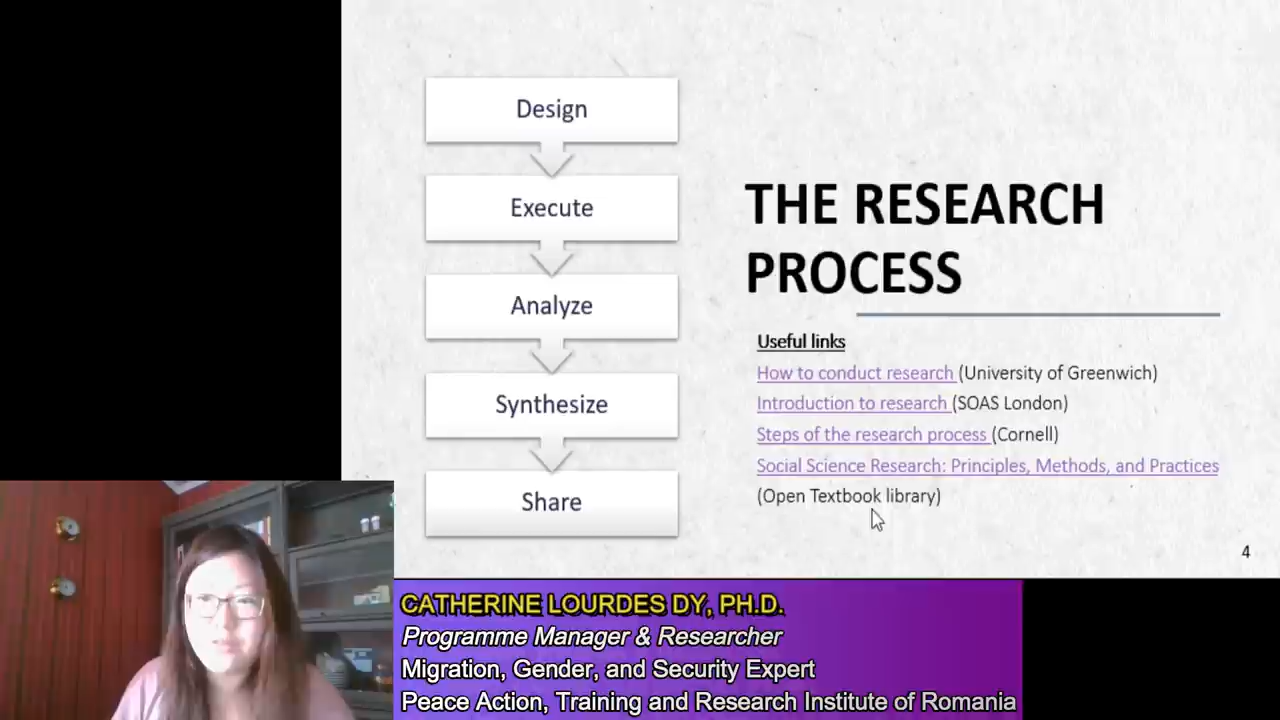 Design
Execute
Analyze
Synthesize
Share
THE RESEARCH
PROCESS
Useful links
How to conduct research (University of Greenwich)
Introduction to research (SOAS London)
Steps of the research process (Cornell)
Social Science Research: Principles, Methods, and Practices
(Open Textbook library)
4
CATHERINE LOURDES DY, PH.D.
Programme Manager & Researcher
Migration, Gender, and Security Expert
Peace Action, Training and Research Institute of Romania